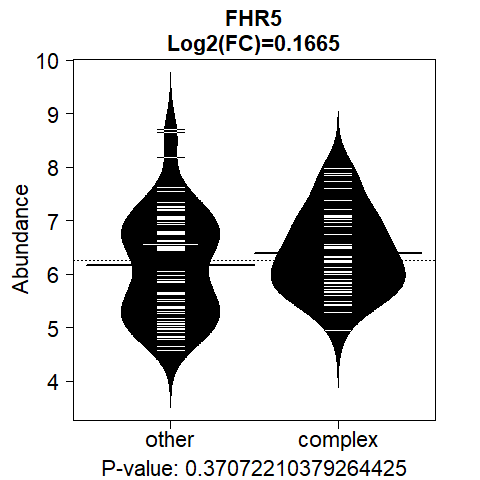 FHR5
Log2(FC)=0.1665
10
9
8
7
6
5
4
Abundance
other complex
P-value: 0.37072210379264425